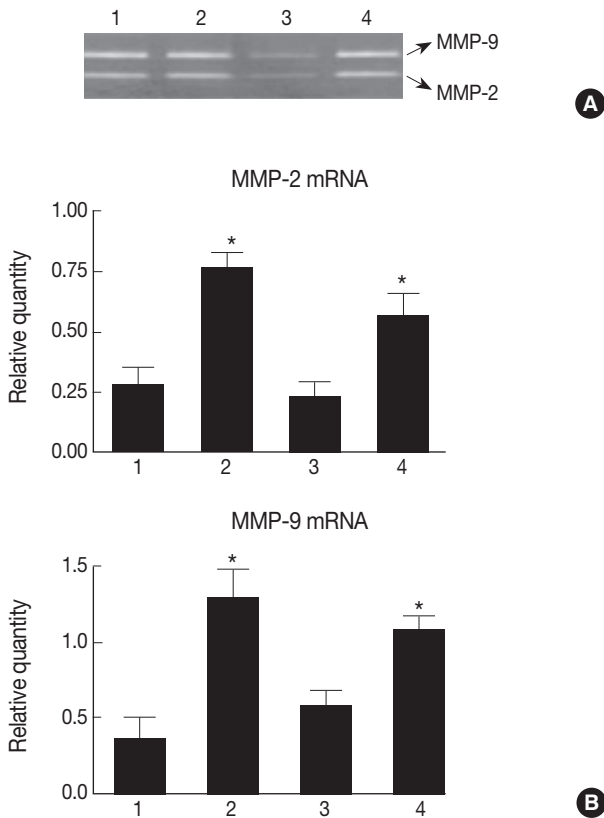 1 2 3 4
MMP-9
MMP-2
A
MMP-2 mRNA
Relative quantity
1.00
0.75
0.50
0.25
0.00
* *
1 2 3 4
MMP-9 mRNA
Relative quantity
1.5
1.0
0.5
0.0
* *
1 2 3 4
B